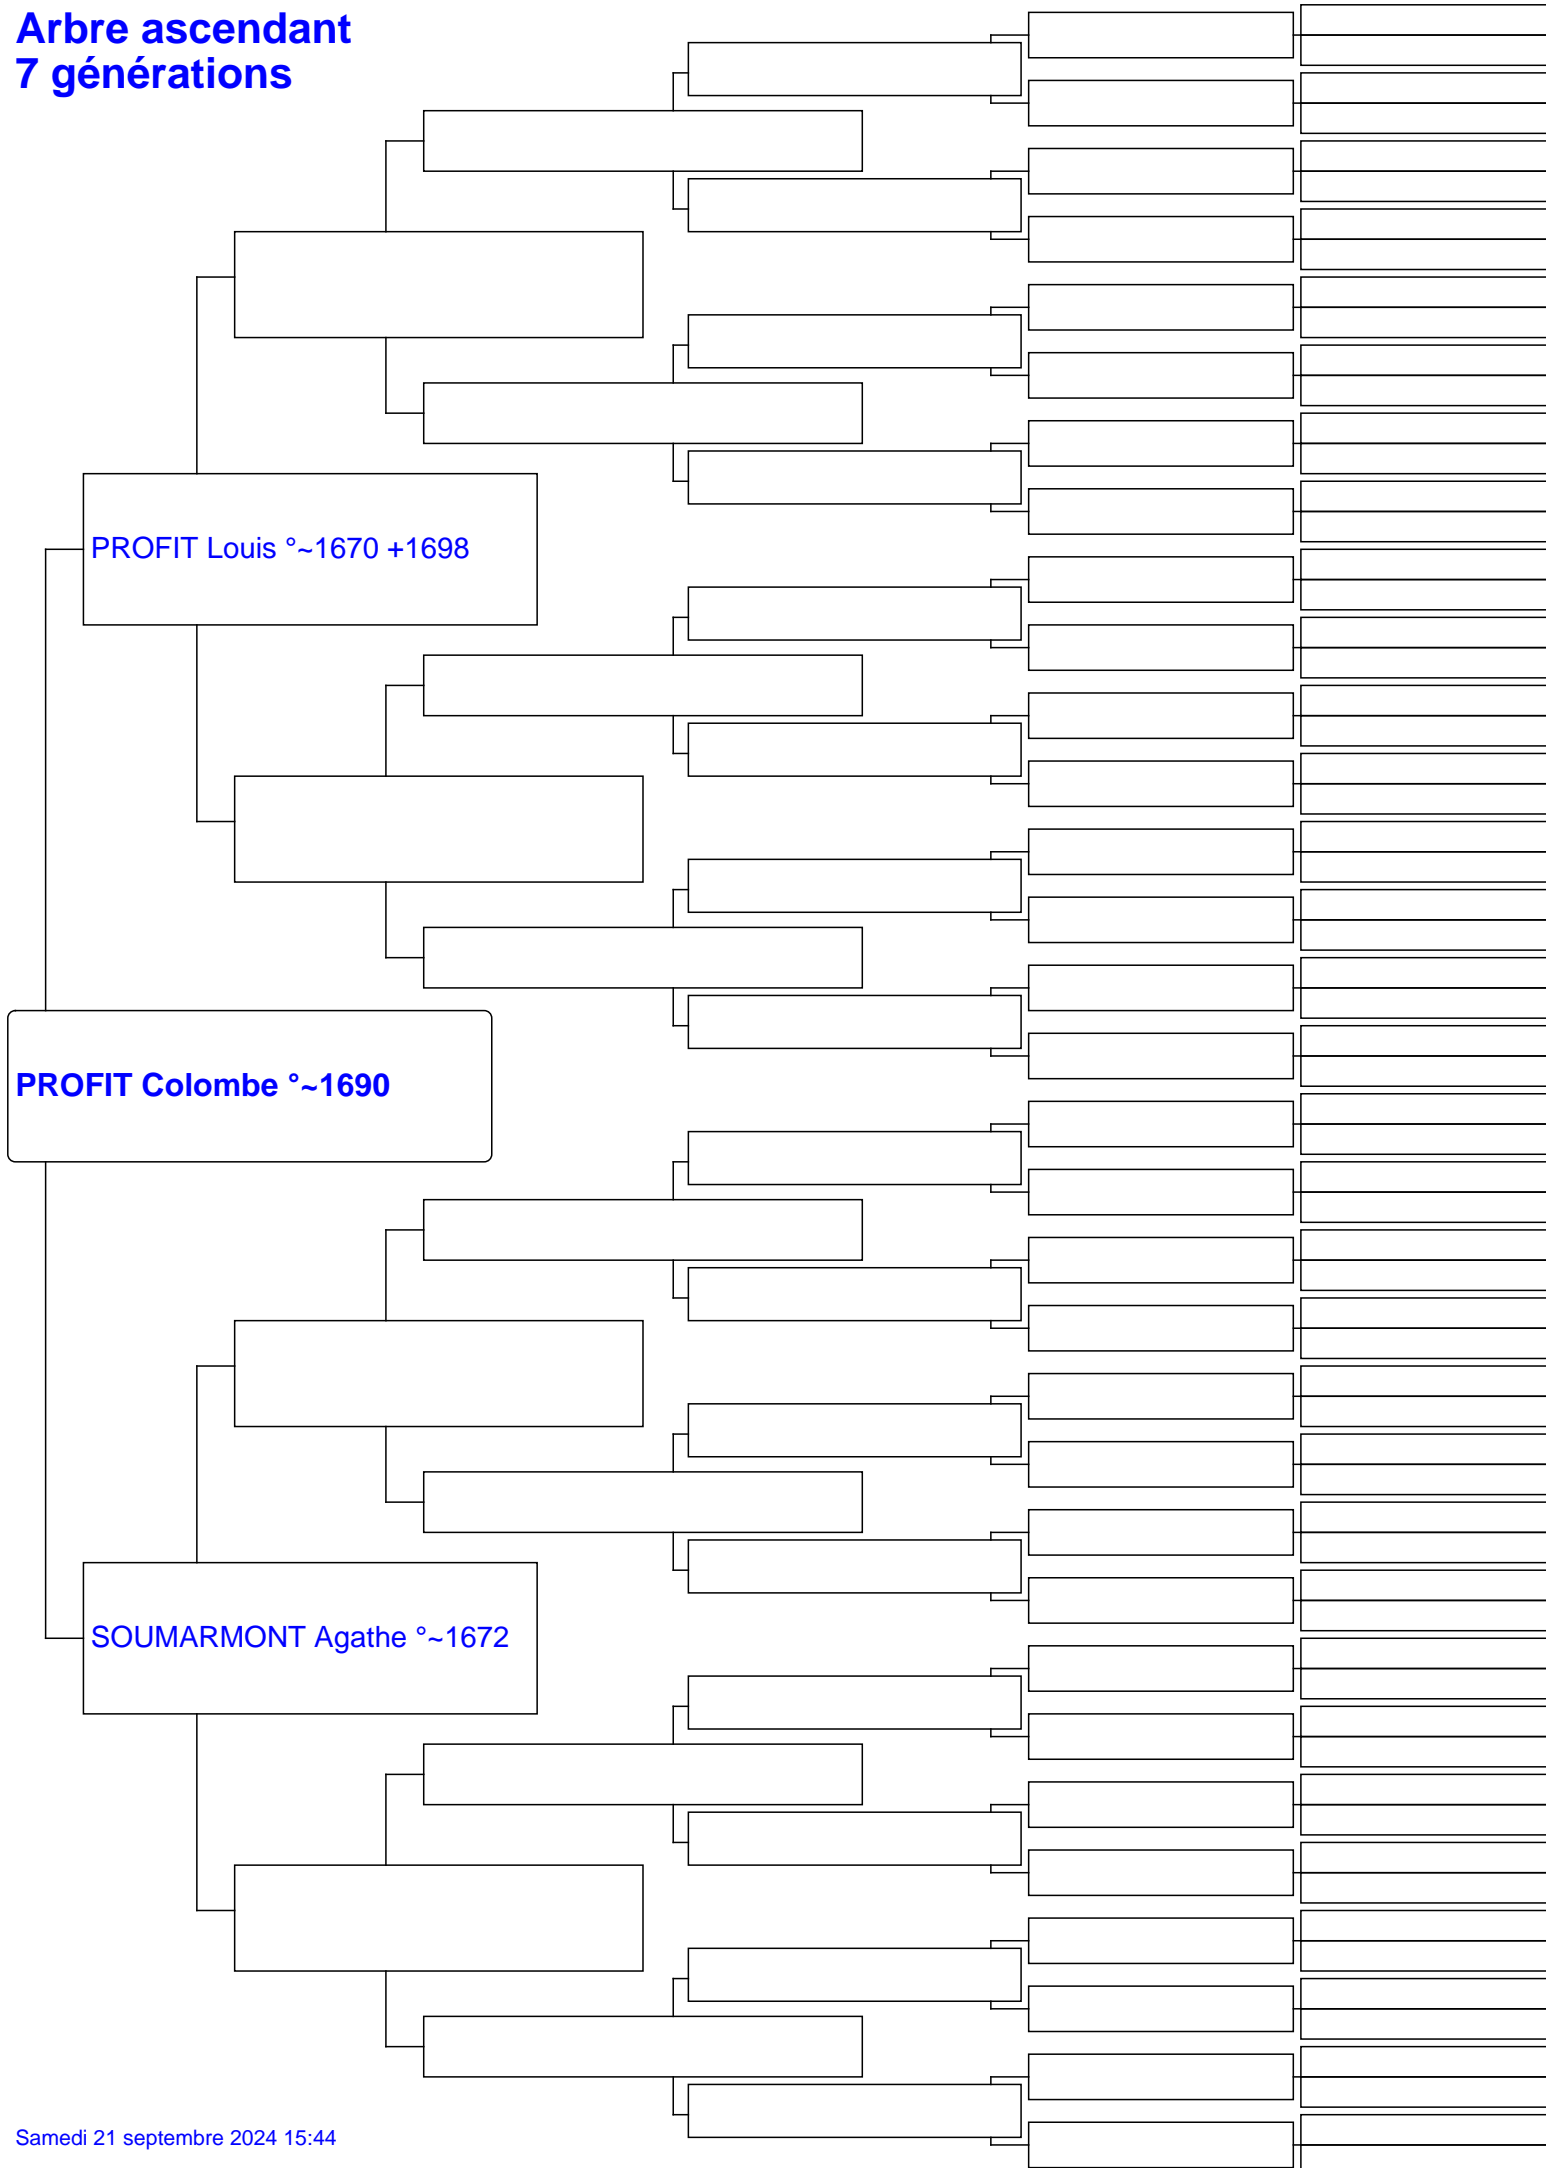 Arbre ascendant
7 générations
PROFIT Louis °~1670 +1698
PROFIT Colombe °~1690
SOUMARMONT Agathe °~1672
Samedi 21 septembre 2024 15:44